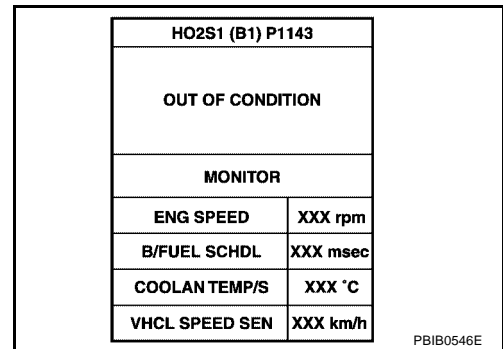 HO2S1 (B1) P1143
OUT OF CONDITION
MONITOR
ENG SPEED XXX rpm
B/FUEL SCHDL XXX msec
COOLAN TEMP/S XXX °C
VHCL SPEED SEN XXX km/h
PBIB0546E